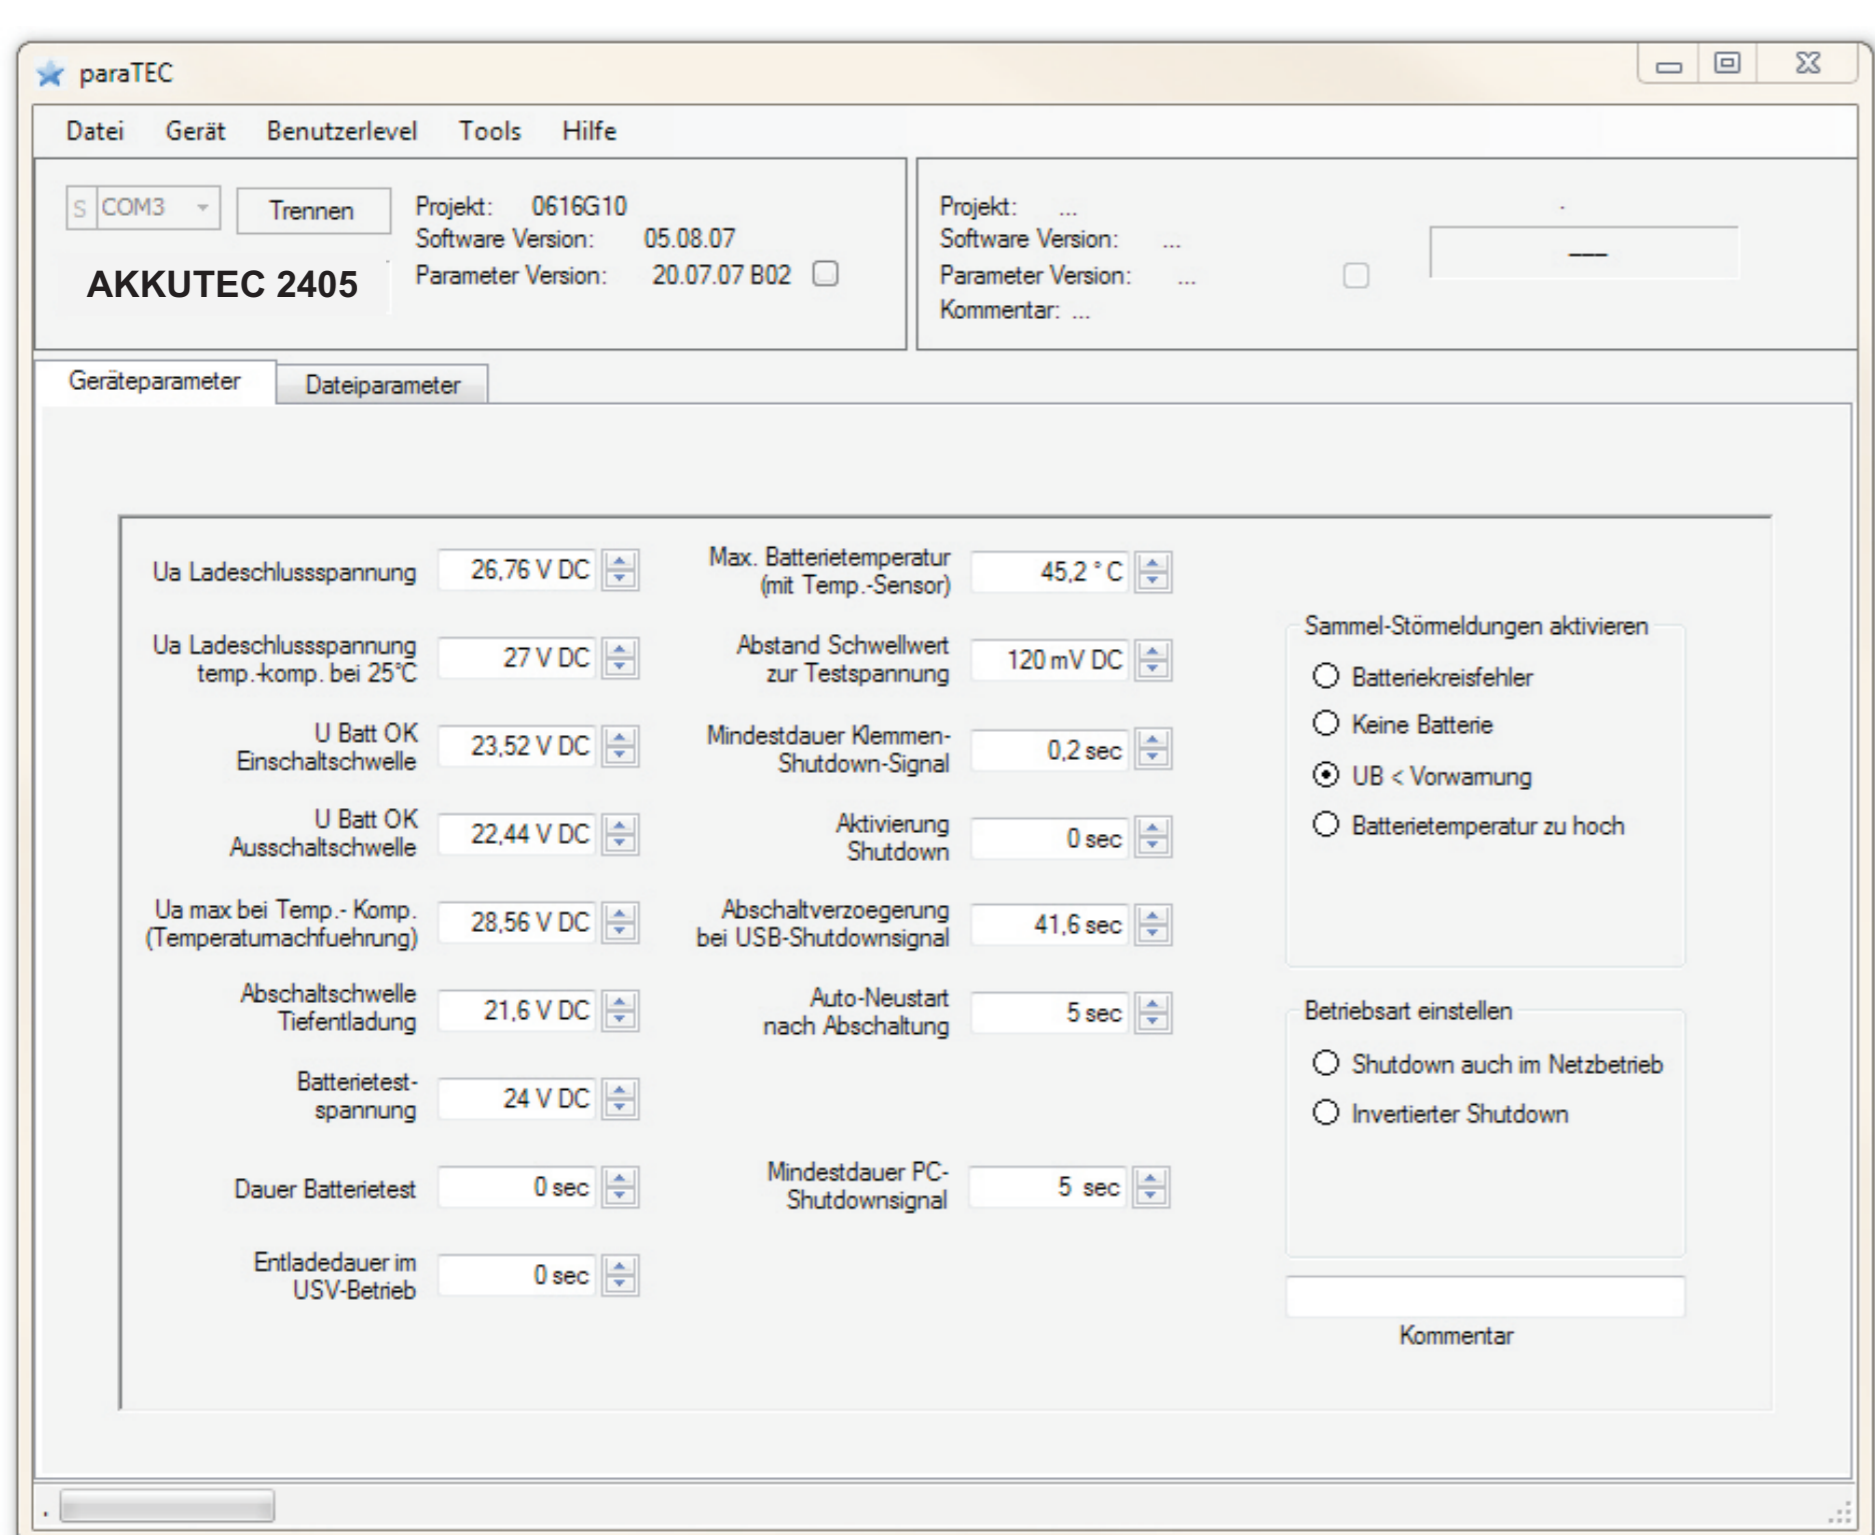 paraTEC
Datei Gerät Benutzerlevel Tools Hilfe
S COM3 Trennen
AKKUTEC 2405
Projekt: 0616G10
Software Version: 05.08.07
Parameter Version: 20.07.07 B02
Projekt: ...
Software Version: ...
Parameter Version: ...
Kommentar: ...
Geräteparameter Dateiparameter
Ua Ladeschlussspannung 26,76 V DC
Ua Ladeschlussspannung
temp.-komp. bei 25°C 27 V DC
U Batt OK
Einschaltschwelle 23,52 V DC
U Batt OK
Ausschaltschwelle 22,44 V DC
Ua max bei Temp.- Komp.
(Temperaturnachfuehrung) 28,56 V DC
Abschaltschwelle
Tiefentladung 21,6 V DC
Batterietest-
spannung 24 V DC
Dauer Batterietest 0 sec
Entladedauer im
USV-Betrieb 0 sec
Max. Batterietemperatur
(mit Temp.-Sensor) 45,2 ° C
Abstand Schwellwert
zur Testspannung 120 mV DC
Mindestdauer Klemmen-
Shutdown-Signal 0,2 sec
Aktivierung
Shutdown 0 sec
Abschaltverzoegerung
bei USB-Shutdownsignal 41,6 sec
Auto-Neustart
nach Abschaltung 5 sec
Mindestdauer PC-
Shutdownsignal 5 sec
Sammel-Störmeldungen aktivieren
Batteriekreisfehler
Keine Batterie
UB < Vorwarnung
Batterietemperatur zu hoch
Betriebsart einstellen
Shutdown auch im Netzbetrieb
Invertierter Shutdown
Kommentar